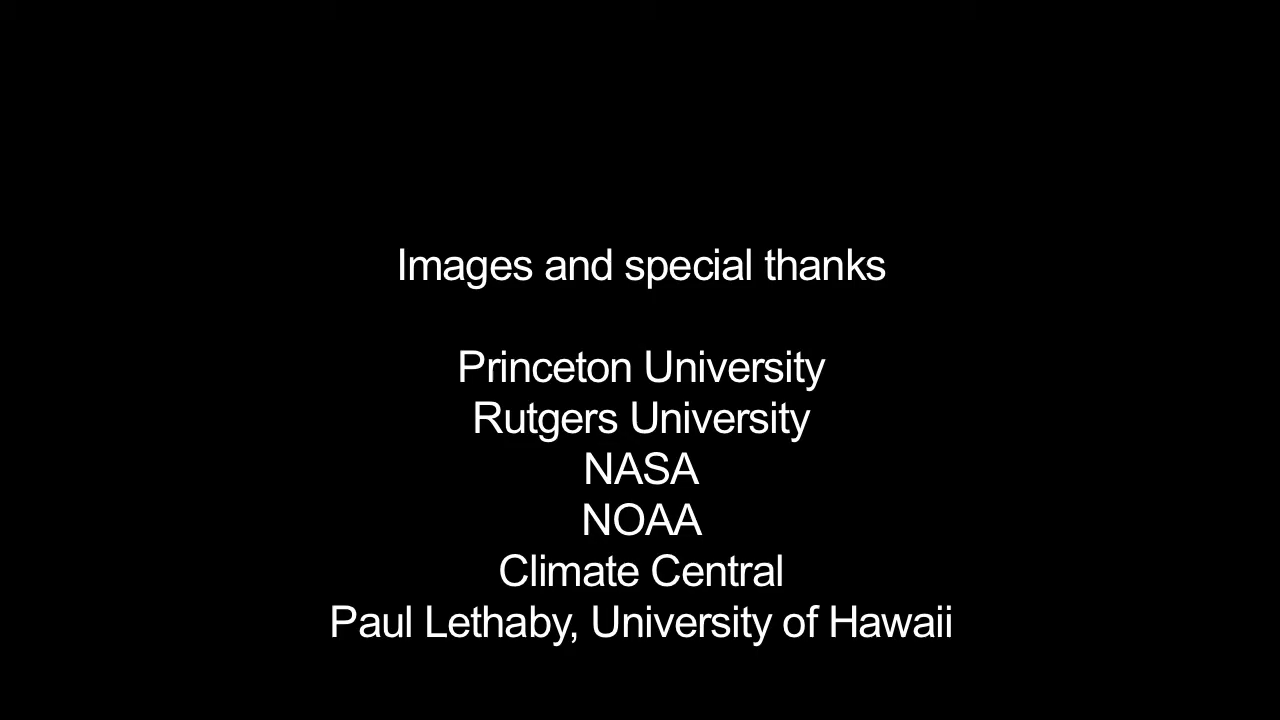 Images and special thanks
Princeton University
Rutgers University
NASA
NOAA
Climate Central
Paul Lethaby, University of Hawaii